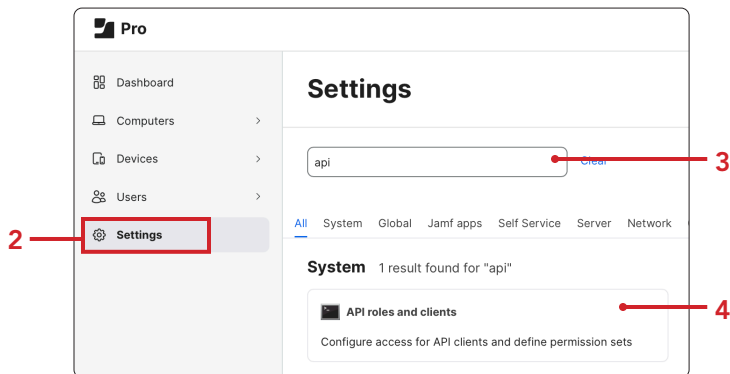 Pro
Dashboard
Computers
Devices
Users
Settings
2
Settings
api
Clear
3
All System Global Jamf apps Self Service Server Network
System 1 result found for "api"
API roles and clients
4
Configure access for API clients and define permission sets